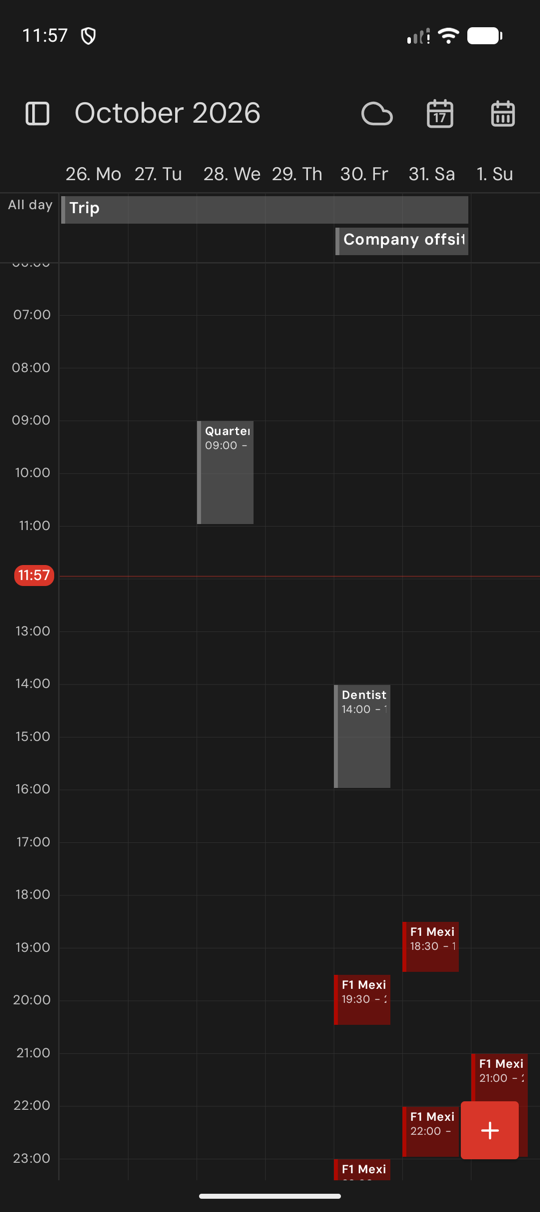 11:57
October 2026
17
26. Mo 27. Tu 28. We 29. Th 30. Fr 31. Sa 1. Su
All day
Trip
Company offsit
07:00
08:00
09:00
Quarter
09:00 –
10:00
11:00
11:57
13:00
14:00
Dentist
14:00 –
15:00
16:00
17:00
18:00
F1 Mexi
18:30 – 1
19:00
F1 Mexi
19:30 – 2
20:00
21:00
F1 Mexi
21:00 – 2
22:00
F1 Mexi
22:00 –
23:00
F1 Mexi